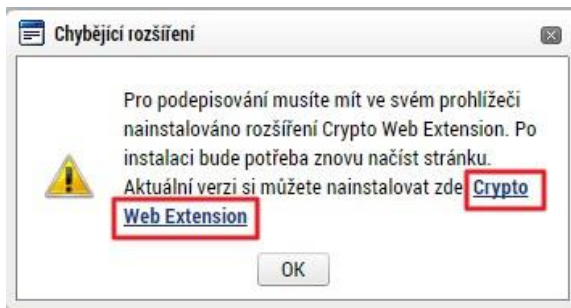 Chybějící rozšíření
Pro podepisování musíte mít ve svém prohlížeči
nainstalováno rozšíření Crypto Web Extension. Po
instalaci bude potřeba znovu načíst stránku.
Aktuální verzi si můžete nainstalovat zde Crypto
Web Extension
OK